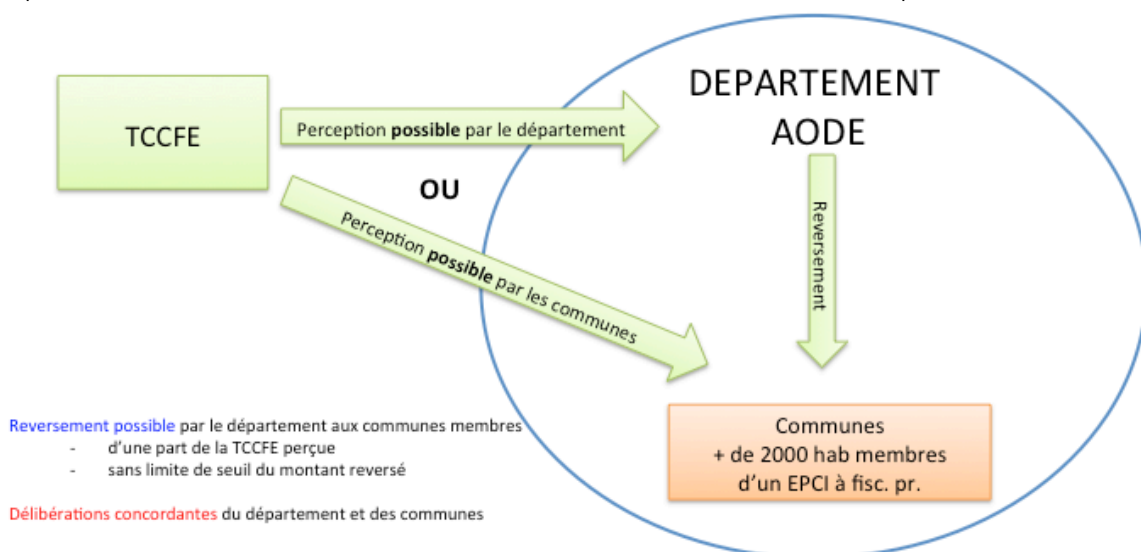 TCCFE
Perception possible par le département
DEPARTEMENT
AODE
OU
Perception possible par les communes
Reversement
Reversement possible par le département aux communes membres
- d'une part de la TCCFE perçue
- sans limite de seuil du montant reversé
Délibérations concordantes du département et des communes
Communes
+ de 2000 hab membres
d'un EPCI à fisc. pr.